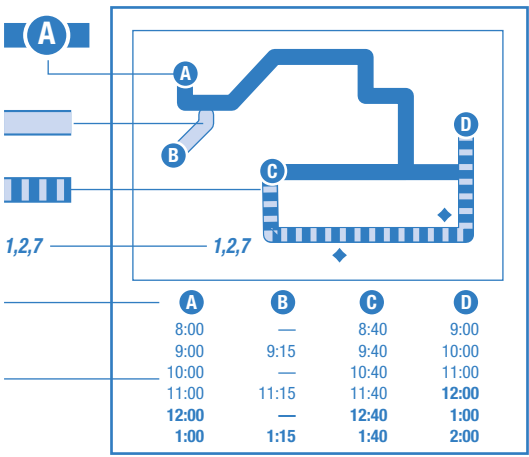 A
A
D
B
C
1,2,7 1,2,7
A B C D
8:00 — 8:40 9:00
9:00 9:15 9:40 10:00
10:00 — 10:40 11:00
11:00 11:15 11:40 12:00
12:00 — 12:40 1:00
1:00 1:15 1:40 2:00